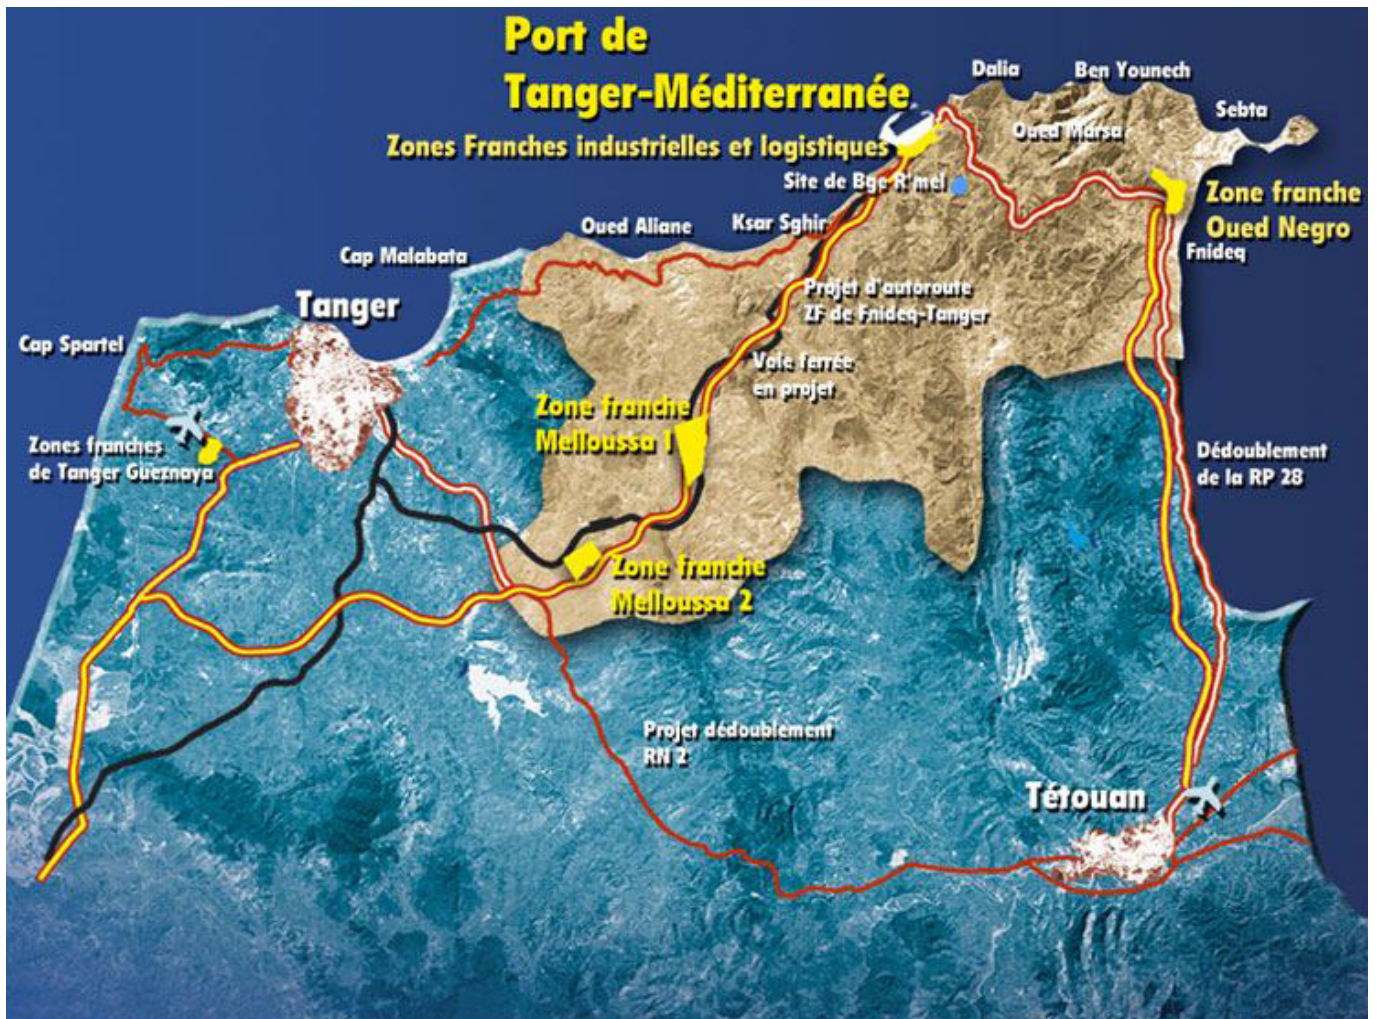 Port de
Tanger-Méditerranée
Zones Franches industrielles et logistiques
Dalia
Ben Younech
Sebta
Oued Marsa
Site de Bge R'mel
Zone franche
Oued Negro
Fnideq
Oued Aliane
Ksar Sghir
Cap Malabata
Tanger
Projet d'autoroute
ZF de Fnideq-Tanger
Cap Spartel
Voie ferrée
en projet
Zone franche
Melloussa 1
Zones franches
de Tanger Gueznaya
Dédoublement
de la RP 28
Zone franche
Melloussa 2
Projet dédoublement
RN 2
Tétouan